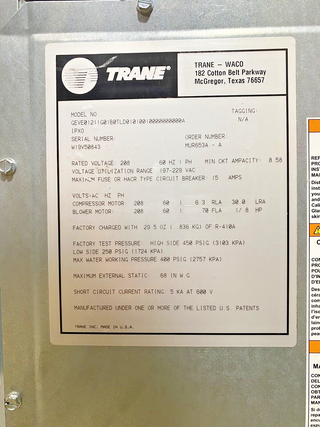 TRANE®
TRANE – WACO
182 Cotton Belt Parkway
McGregor, Texas 76657
MODEL NO
TAGGING:
GEVE01211G01B0TLD01010010000000000A
N/A
1PX0
SERIAL NUMBER:
ORDER NUMBER
W19V50843
MUR653A - A
RATED VOLTAGE: 208 60 HZ 1 PH MIN CKT AMPACITY: 8.58
VOLTAGE UTILIZATION RANGE 197-229 VAC
MAXIMUM FUSE OR HACR TYPE CIRCUIT BREAKER: 15 AMPS
VOLTS-AC HZ PH
COMPRESSOR MOTOR 208 60 1 6.3 RLA 30.0 LRA
BLOWER MOTOR: 208 60 1 .70 FLA 1/8 HP
FACTORY CHARGED WITH 29.5 OZ (.836 KG) OF R-410A
FACTORY TEST PRESSURE HIGH SIDE 450 PSIG (3103 KPA)
LOW SIDE 250 PSIG (1724 KPA)
MAX WATER WORKING PRESSURE 400 PSIG (2757 KPA)
MAXIMUM EXTERNAL STATIC: .68 IN W.G
SHORT CIRCUIT CURRENT RATING: 5 KA AT 600 V
MANUFACTURED UNDER ONE OR MORE OF THE LISTED U.S. PATENTS
TRANE INC. MADE IN U.S.A.